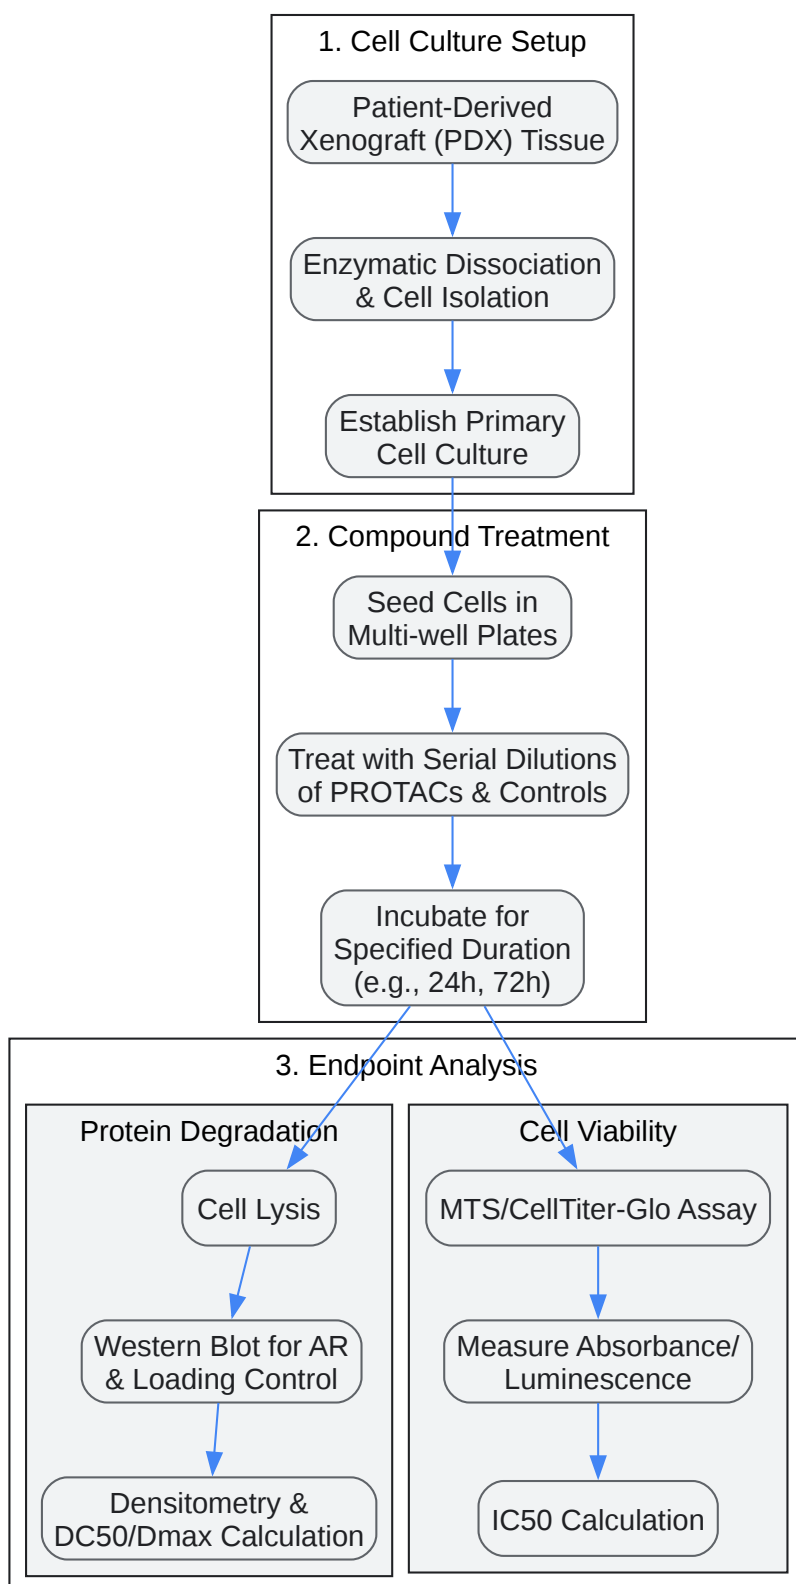 1. Cell Culture Setup
Patient-Derived
Xenograft (PDX) Tissue
Enzymatic Dissociation
& Cell Isolation
Establish Primary
Cell Culture
2. Compound Treatment
Seed Cells in
Multi-well Plates
Treat with Serial Dilutions
of PROTACs & Controls
Incubate for
Specified Duration
(e.g., 24h, 72h)
3. Endpoint Analysis
Protein Degradation
Cell Lysis
Western Blot for AR
& Loading Control
Densitometry &
DC50/Dmax Calculation
Cell Viability
MTS/CellTiter-Glo Assay
Measure Absorbance/
Luminescence
IC50 Calculation